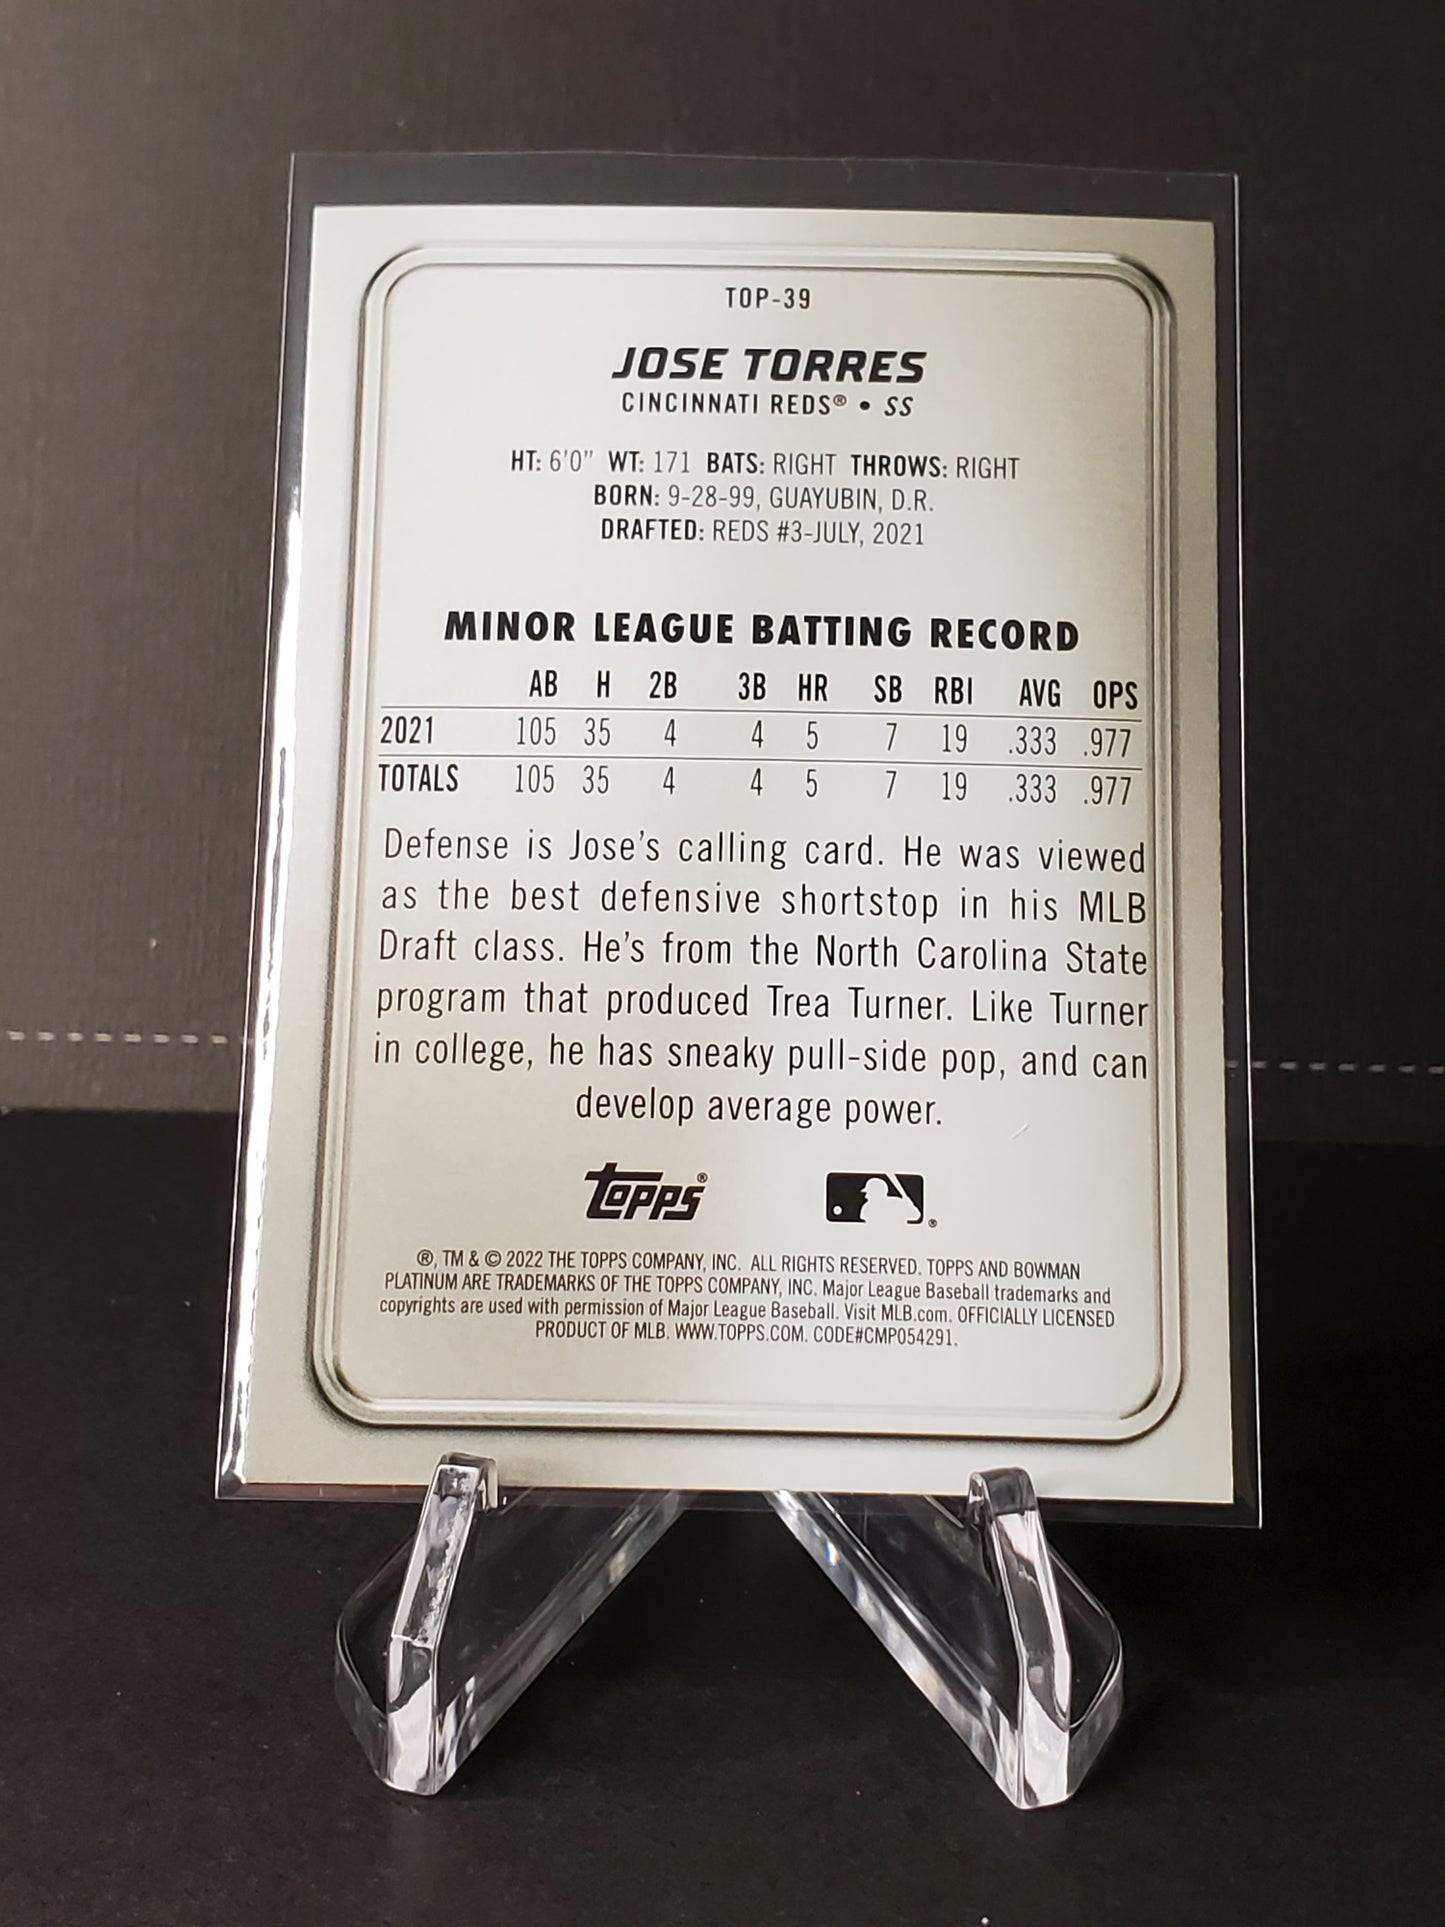 TOP-39
JOSE TORRES
CINCINNATI REDS® • SS
HT: 6'0" WT: 171 BATS: RIGHT THROWS: RIGHT
BORN: 9-28-99, GUAYUBIN, D.R.
DRAFTED: REDS #3-JULY, 2021
MINOR LEAGUE BATTING RECORD
AB H 2B 3B HR SB RBI AVG OPS
2021 105 35 4 4 5 7 19 .333 .977
TOTALS 105 35 4 4 5 7 19 .333 .977
Defense is Jose's calling card. He was viewed
as the best defensive shortstop in his MLB
Draft class. He's from the North Carolina State
program that produced Trea Turner. Like Turner
in college, he has sneaky pull-side pop, and can
develop average power.
Topps® ®
®, TM & © 2022 THE TOPPS COMPANY, INC. ALL RIGHTS RESERVED. TOPPS AND BOWMAN
PLATINUM ARE TRADEMARKS OF THE TOPPS COMPANY, INC. Major League Baseball trademarks and
copyrights are used with permission of Major League Baseball. Visit MLB.com. OFFICIALLY LICENSED
PRODUCT OF MLB. WWW.TOPPS.COM. CODE#CMP054291.